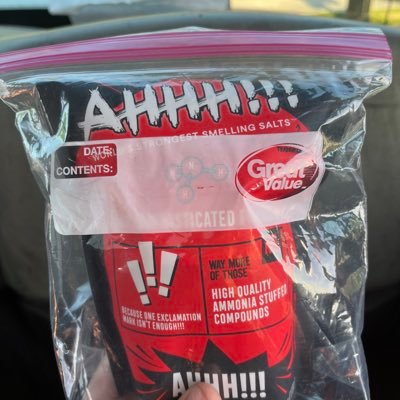 AHHH!!!
WORLD'S STRONGEST SMELLING SALTS
DATE:
CONTENTS:
Great Value
N
H
H
H
WAY MORE
OF THOSE
!!!
BECAUSE ONE EXCLAMATION
MARK ISN'T ENOUGH!!!
HIGH QUALITY
AMMONIA STUFFED
COMPOUNDS
AHHH!!!